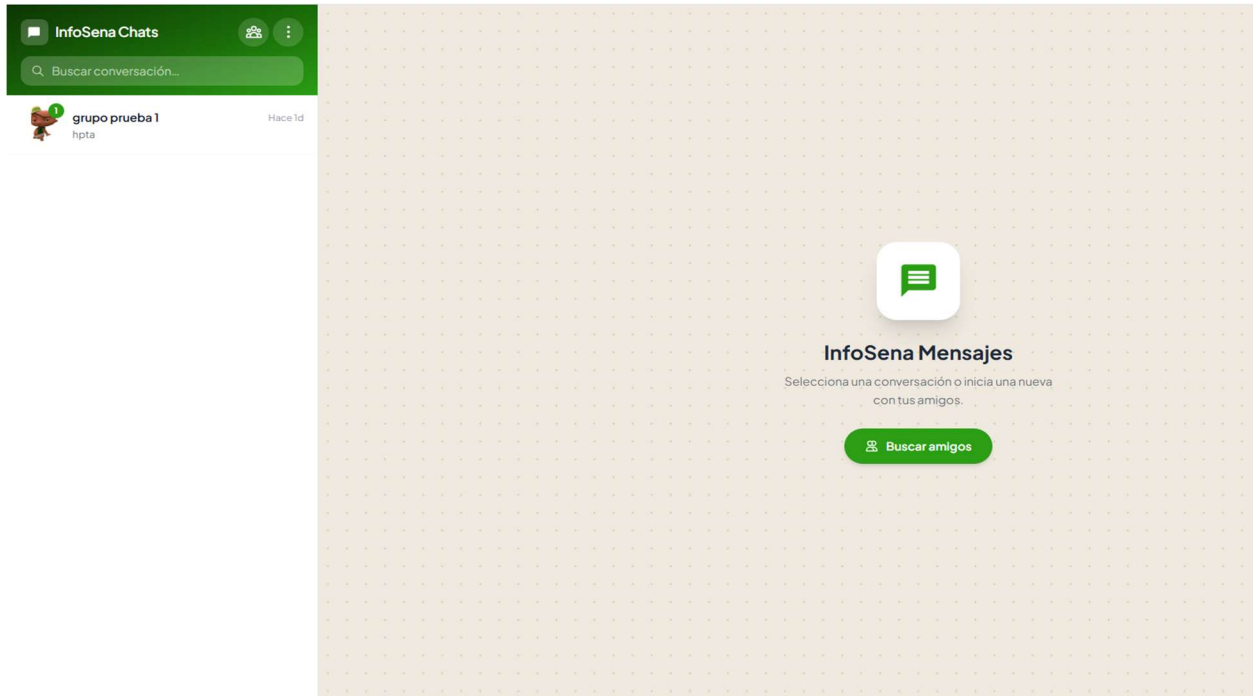 InfoSena Chats
Buscar conversación...
1
grupo prueba 1
Hace 1d
hpta
InfoSena Mensajes
Selecciona una conversación o inicia una nueva
con tus amigos.
Buscar amigos